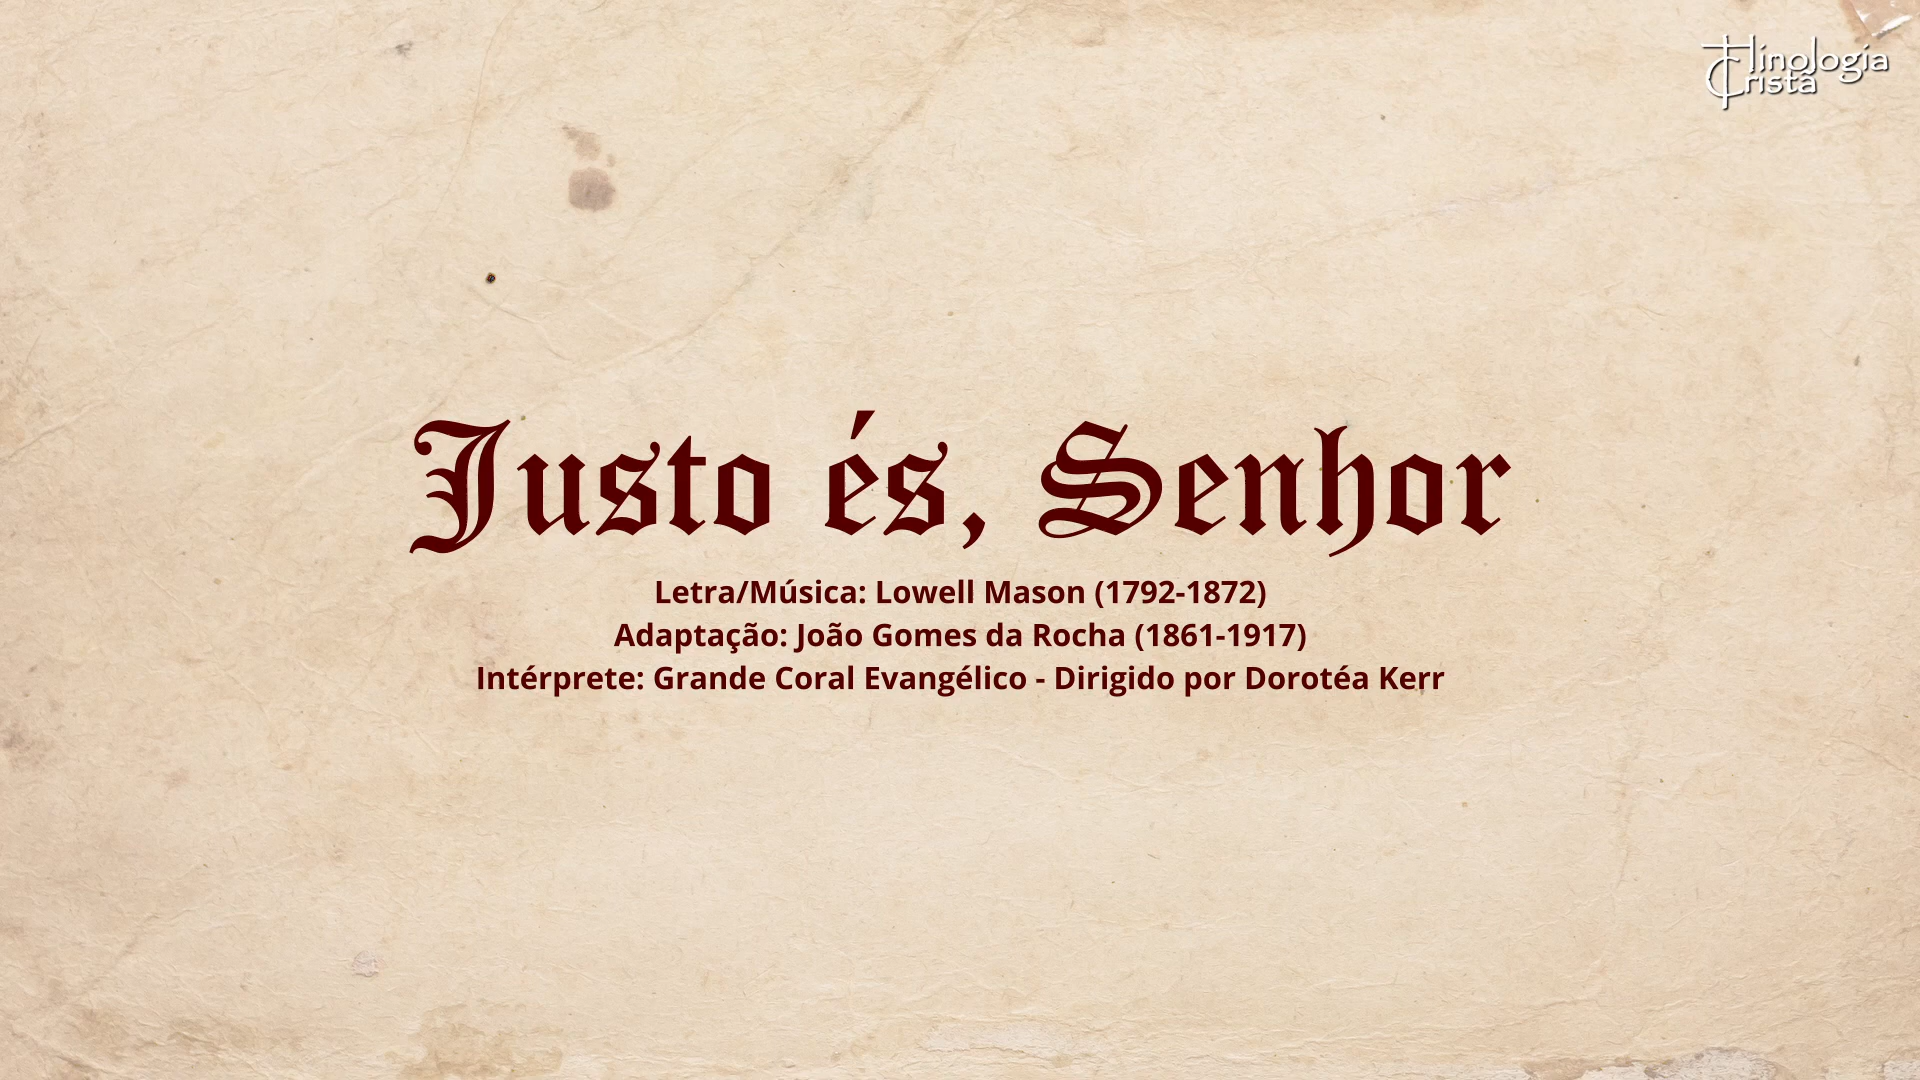 Hinologia
Cristã
Justo és, Senhor
Letra/Música: Lowell Mason (1792-1872)
Adaptação: João Gomes da Rocha (1861-1917)
Intérprete: Grande Coral Evangélico - Dirigido por Dorotéa Kerr